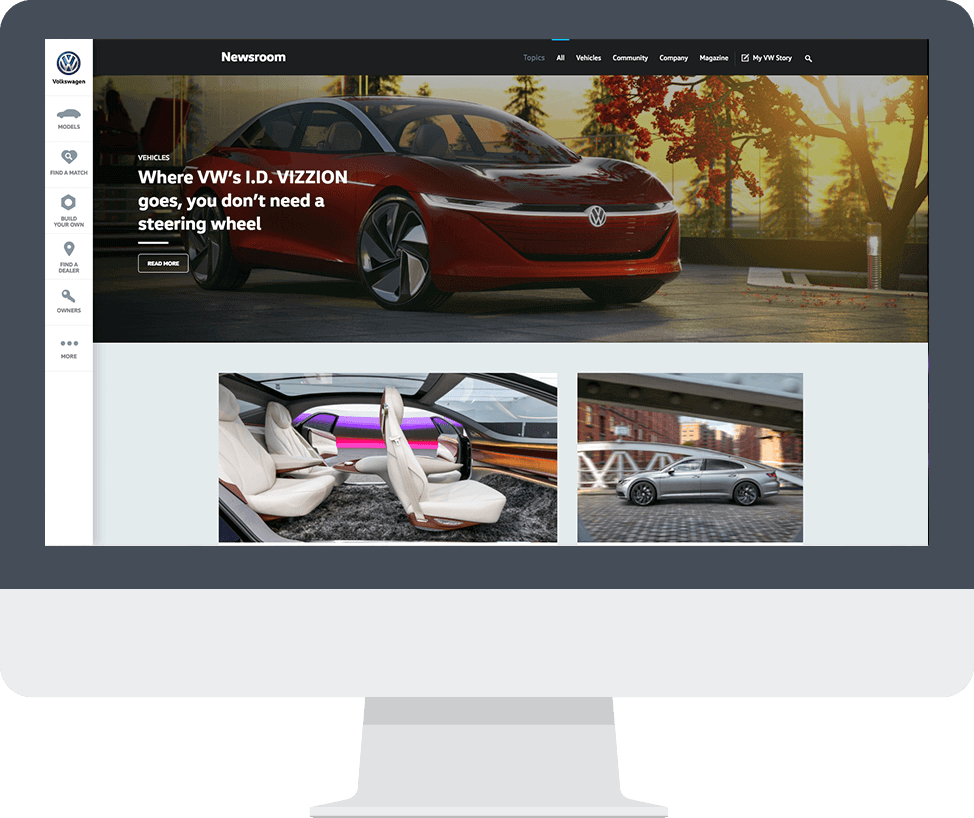 Volkswagen
MODELS
FIND A MATCH
BUILD
YOUR OWN
FIND A
DEALER
OWNERS
MORE
Newsroom
Topics All Vehicles Community Company Magazine My VW Story
VEHICLES
Where VW’s I.D. VIZZION
goes, you don’t need a
steering wheel
READ MORE